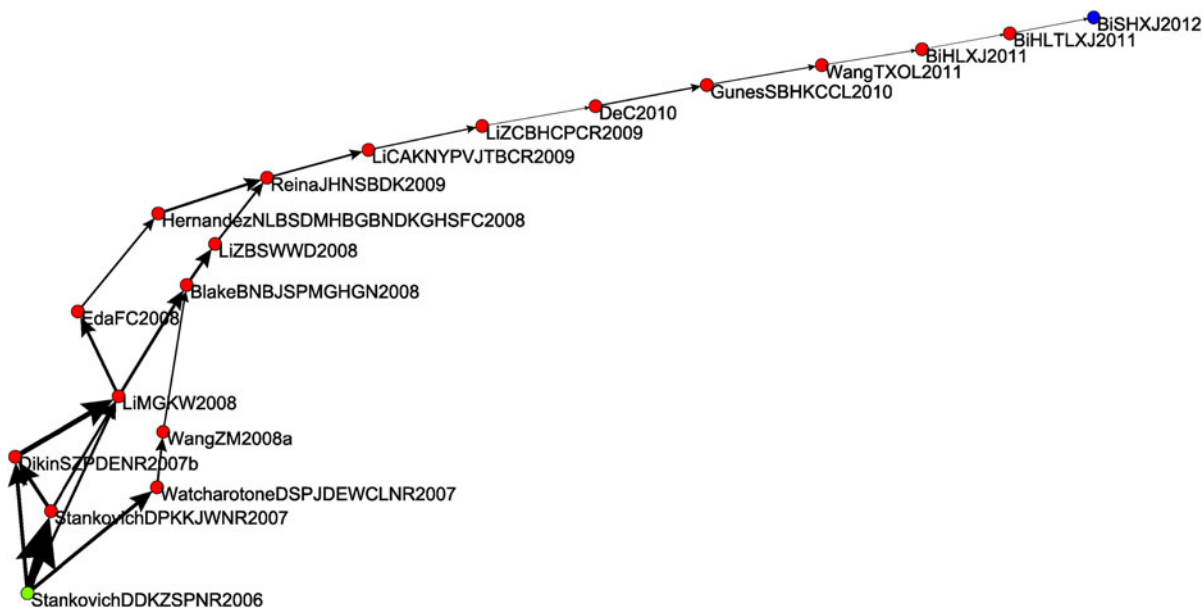 BiSHXJ2012
BiHLTLXJ2011
BiHLXJ2011
WangTXOL2011
GunesSBHKCCL2010
DeC2010
LiZCBHCPCR2009
LiCAKNYPVJTBCR2009
ReinaJHNSBDK2009
HernandezNLBSDMHBGBNDKGHSFC2008
LiZBSWWD2008
BlakeBNBJSPMGHGN2008
EdaFC2008
LiMGKW2008
WangZM2008a
DikinSZPDENR2007b
WatcharotoneDSPJDEWCLNR2007
StankovichDPKKJWNR2007
StankovichDDKZSPNR2006